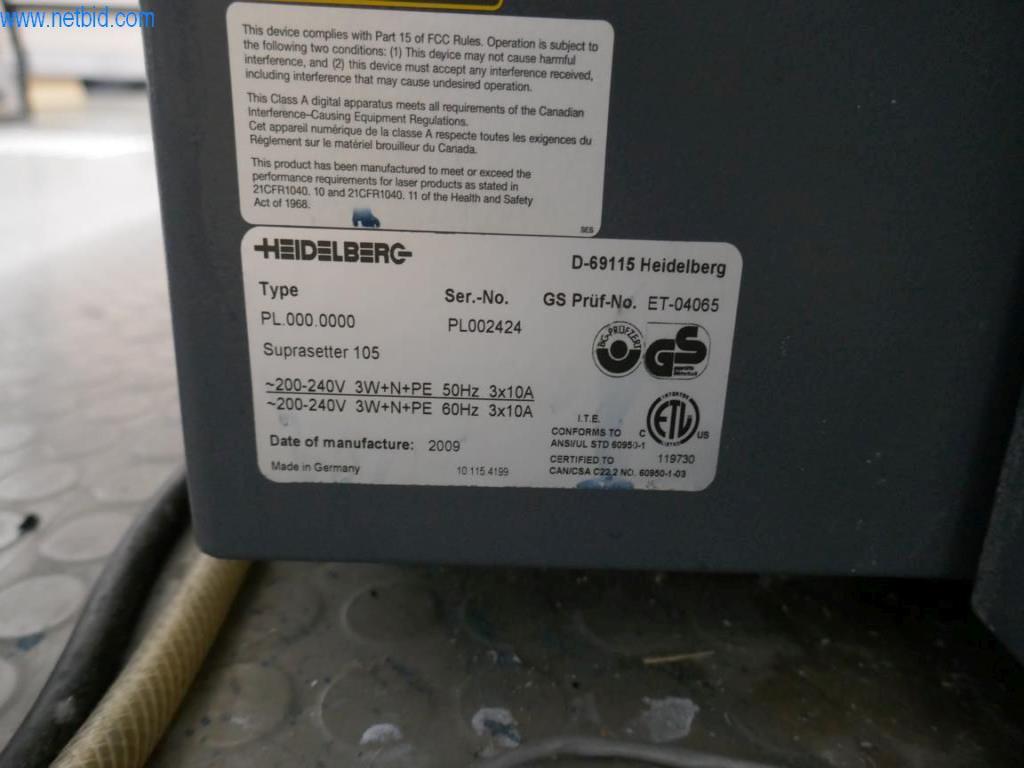 www.netbid.com
This device complies with Part 15 of FCC Rules. Operation is subject to
the following two conditions: (1) This device may not cause harmful
interference, and (2) this device must accept any interference received,
including interference that may cause undesired operation.
This Class A digital apparatus meets all requirements of the Canadian
Interference-Causing Equipment Regulations.
Cet appareil numérique de la classe A respecte toutes les exigences du
Réglement sur le matériel brouilleur du Canada.
This product has been manufactured to meet or exceed the
performance requirements for laser products as stated in
21CFR1040. 10 and 21CFR1040. 11 of the Health and Safety
Act of 1968.
SES
HEIDELBERG
D-69115 Heidelberg
Type
Ser.-No.
GS Prüf-No. ET-04065
PL.000.0000
PL002424
BG-PRÜFZERT
GS
geprüfte
Sicherheit
Suprasetter 105
~200-240V 3W+N+PE 50Hz 3x10A
~200-240V 3W+N+PE 60Hz 3x10A
INTERTEK
C ETL US
LISTED
I.T.E.
CONFORMS TO
ANSI/UL STD 60950-1
Date of manufacture: 2009
CERTIFIED TO 119730
CAN/CSA C22.2 NO. 60950-1-03
Made in Germany
10.115.4199